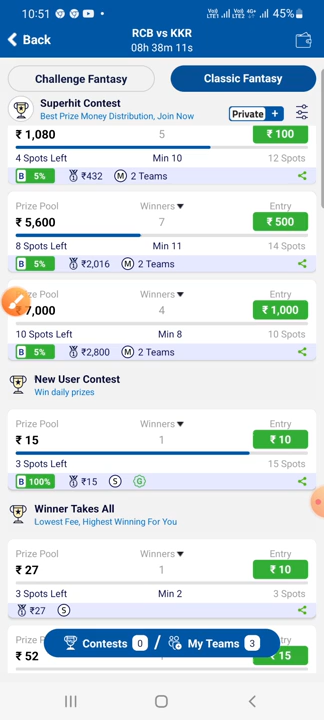 10:51
45%
Back
RCB vs KKR
08h 38m 11s
Challenge Fantasy
Classic Fantasy
Superhit Contest
Best Prize Money Distribution, Join Now
Private +
₹ 1,080
5
₹ 100
4 Spots Left
Min 10
12 Spots
B 5%
₹432
M 2 Teams
Prize Pool
Winners
Entry
₹ 5,600
7
₹ 500
8 Spots Left
Min 11
14 Spots
B 5%
₹2,016
M 2 Teams
Pool
Winners
Entry
7,000
4
₹ 1,000
10 Spots Left
Min 8
10 Spots
B 5%
₹2,800
M 2 Teams
New User Contest
Win daily prizes
Prize Pool
Winners
Entry
₹ 15
1
₹ 10
3 Spots Left
15 Spots
B 100%
₹15
S
G
Winner Takes All
Lowest Fee, Highest Winning For You
Prize Pool
Winners
Entry
₹ 27
1
₹ 10
3 Spots Left
Min 2
3 Spots
₹27
S
Prize P
₹ 52
₹ 15
Contests 0 / My Teams 3